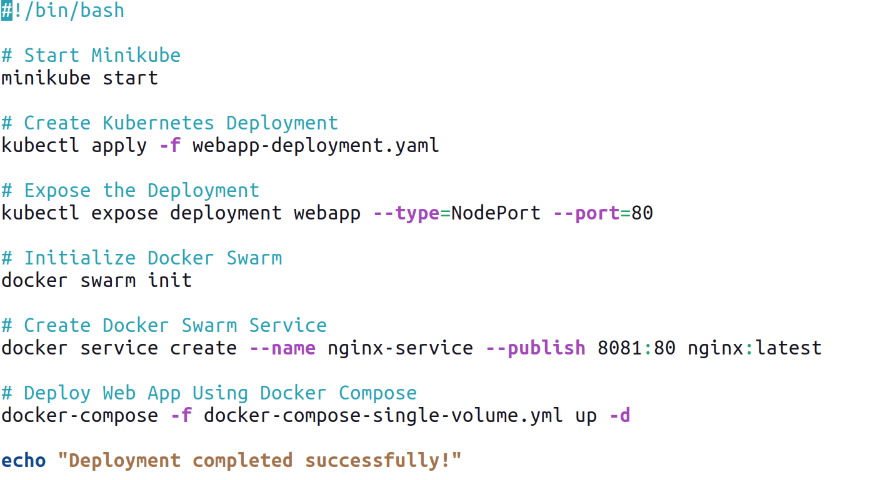 #!/bin/bash

# Start Minikube
minikube start

# Create Kubernetes Deployment
kubectl apply -f webapp-deployment.yaml

# Expose the Deployment
kubectl expose deployment webapp --type=NodePort --port=80

# Initialize Docker Swarm
docker swarm init

# Create Docker Swarm Service
docker service create --name nginx-service --publish 8081:80 nginx:latest

# Deploy Web App Using Docker Compose
docker-compose -f docker-compose-single-volume.yml up -d

echo "Deployment completed successfully!"